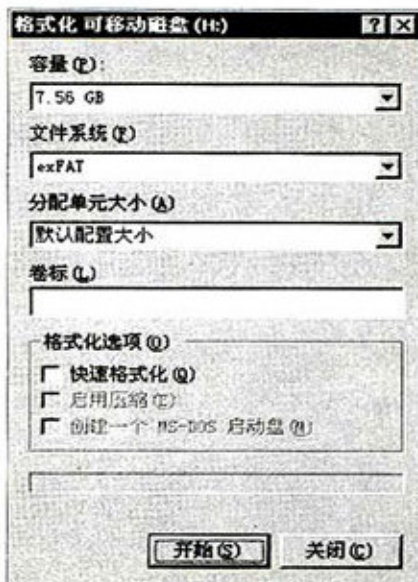 格式化 可移动磁盘 (H:)
容量(P):
7.56 GB
文件系统(F)
exFAT
分配单元大小(A)
默认配置大小
卷标(L)
格式化选项(O)
快速格式化(Q)
启用压缩(E)
创建一个 MS-DOS 启动盘(M)
开始(S)
关闭(C)